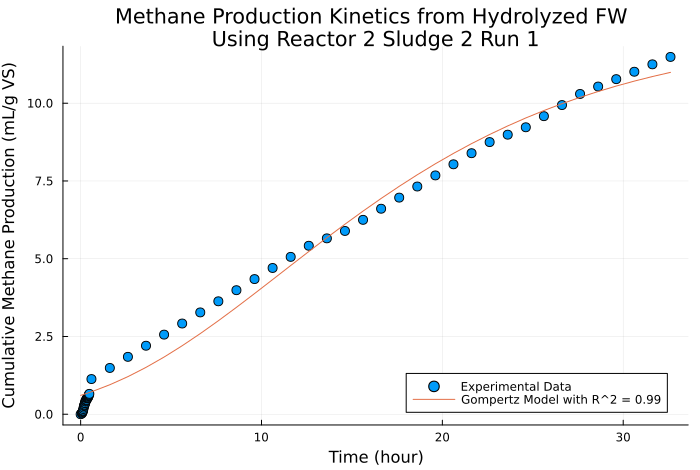 Methane Production Kinetics from Hydrolyzed FW
Using Reactor 2 Sludge 2 Run 1
Cumulative Methane Production (mL/g VS)
10.0
7.5
5.0
2.5
0.0
Experimental Data
Gompertz Model with R^2 = 0.99
0 10 20 30
Time (hour)